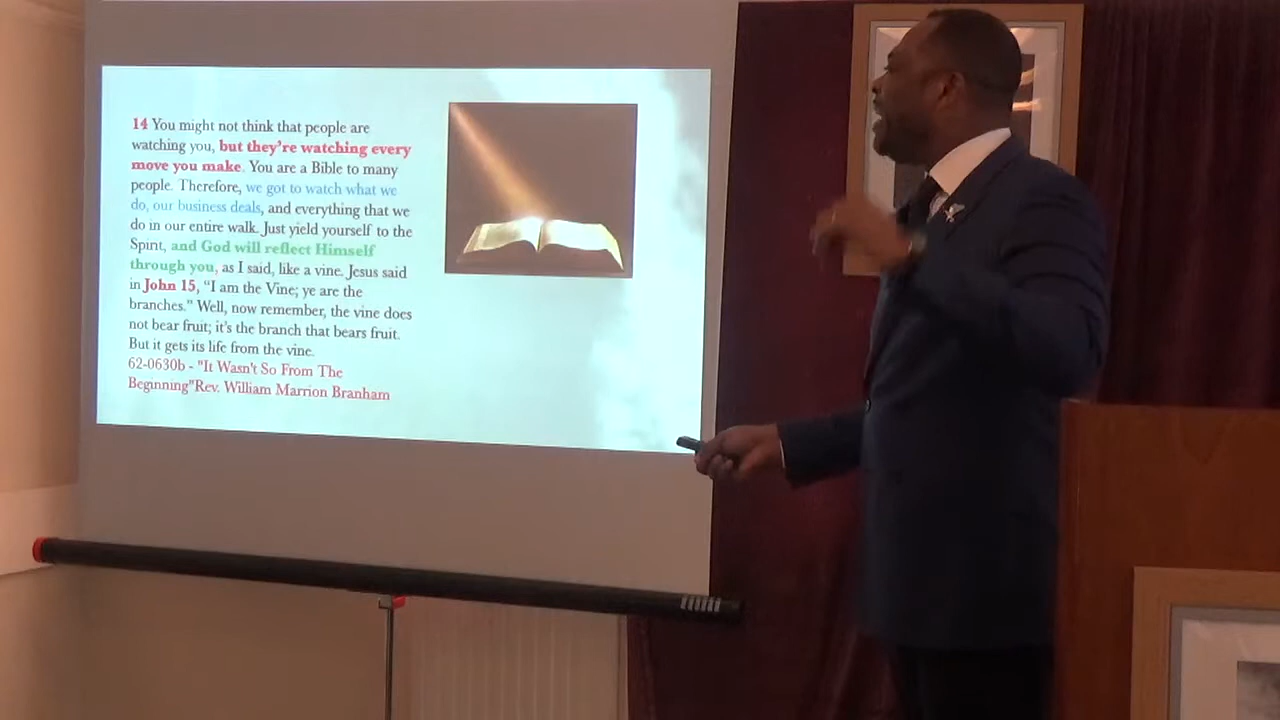 14 You might not think that people are
watching you, but they're watching every
move you make. You are a Bible to many
people. Therefore, we got to watch what we
do, our business deals, and everything that we
do in our entire walk. Just yield yourself to the
Spirit, and God will reflect Himself
through you, as I said, like a vine. Jesus said
in John 15, “I am the Vine; ye are the
branches.” Well, now remember, the vine does
not bear fruit; it's the branch that bears fruit.
But it gets its life from the vine.
62-0630b - "It Wasn't So From The
Beginning"Rev. William Marrion Branham